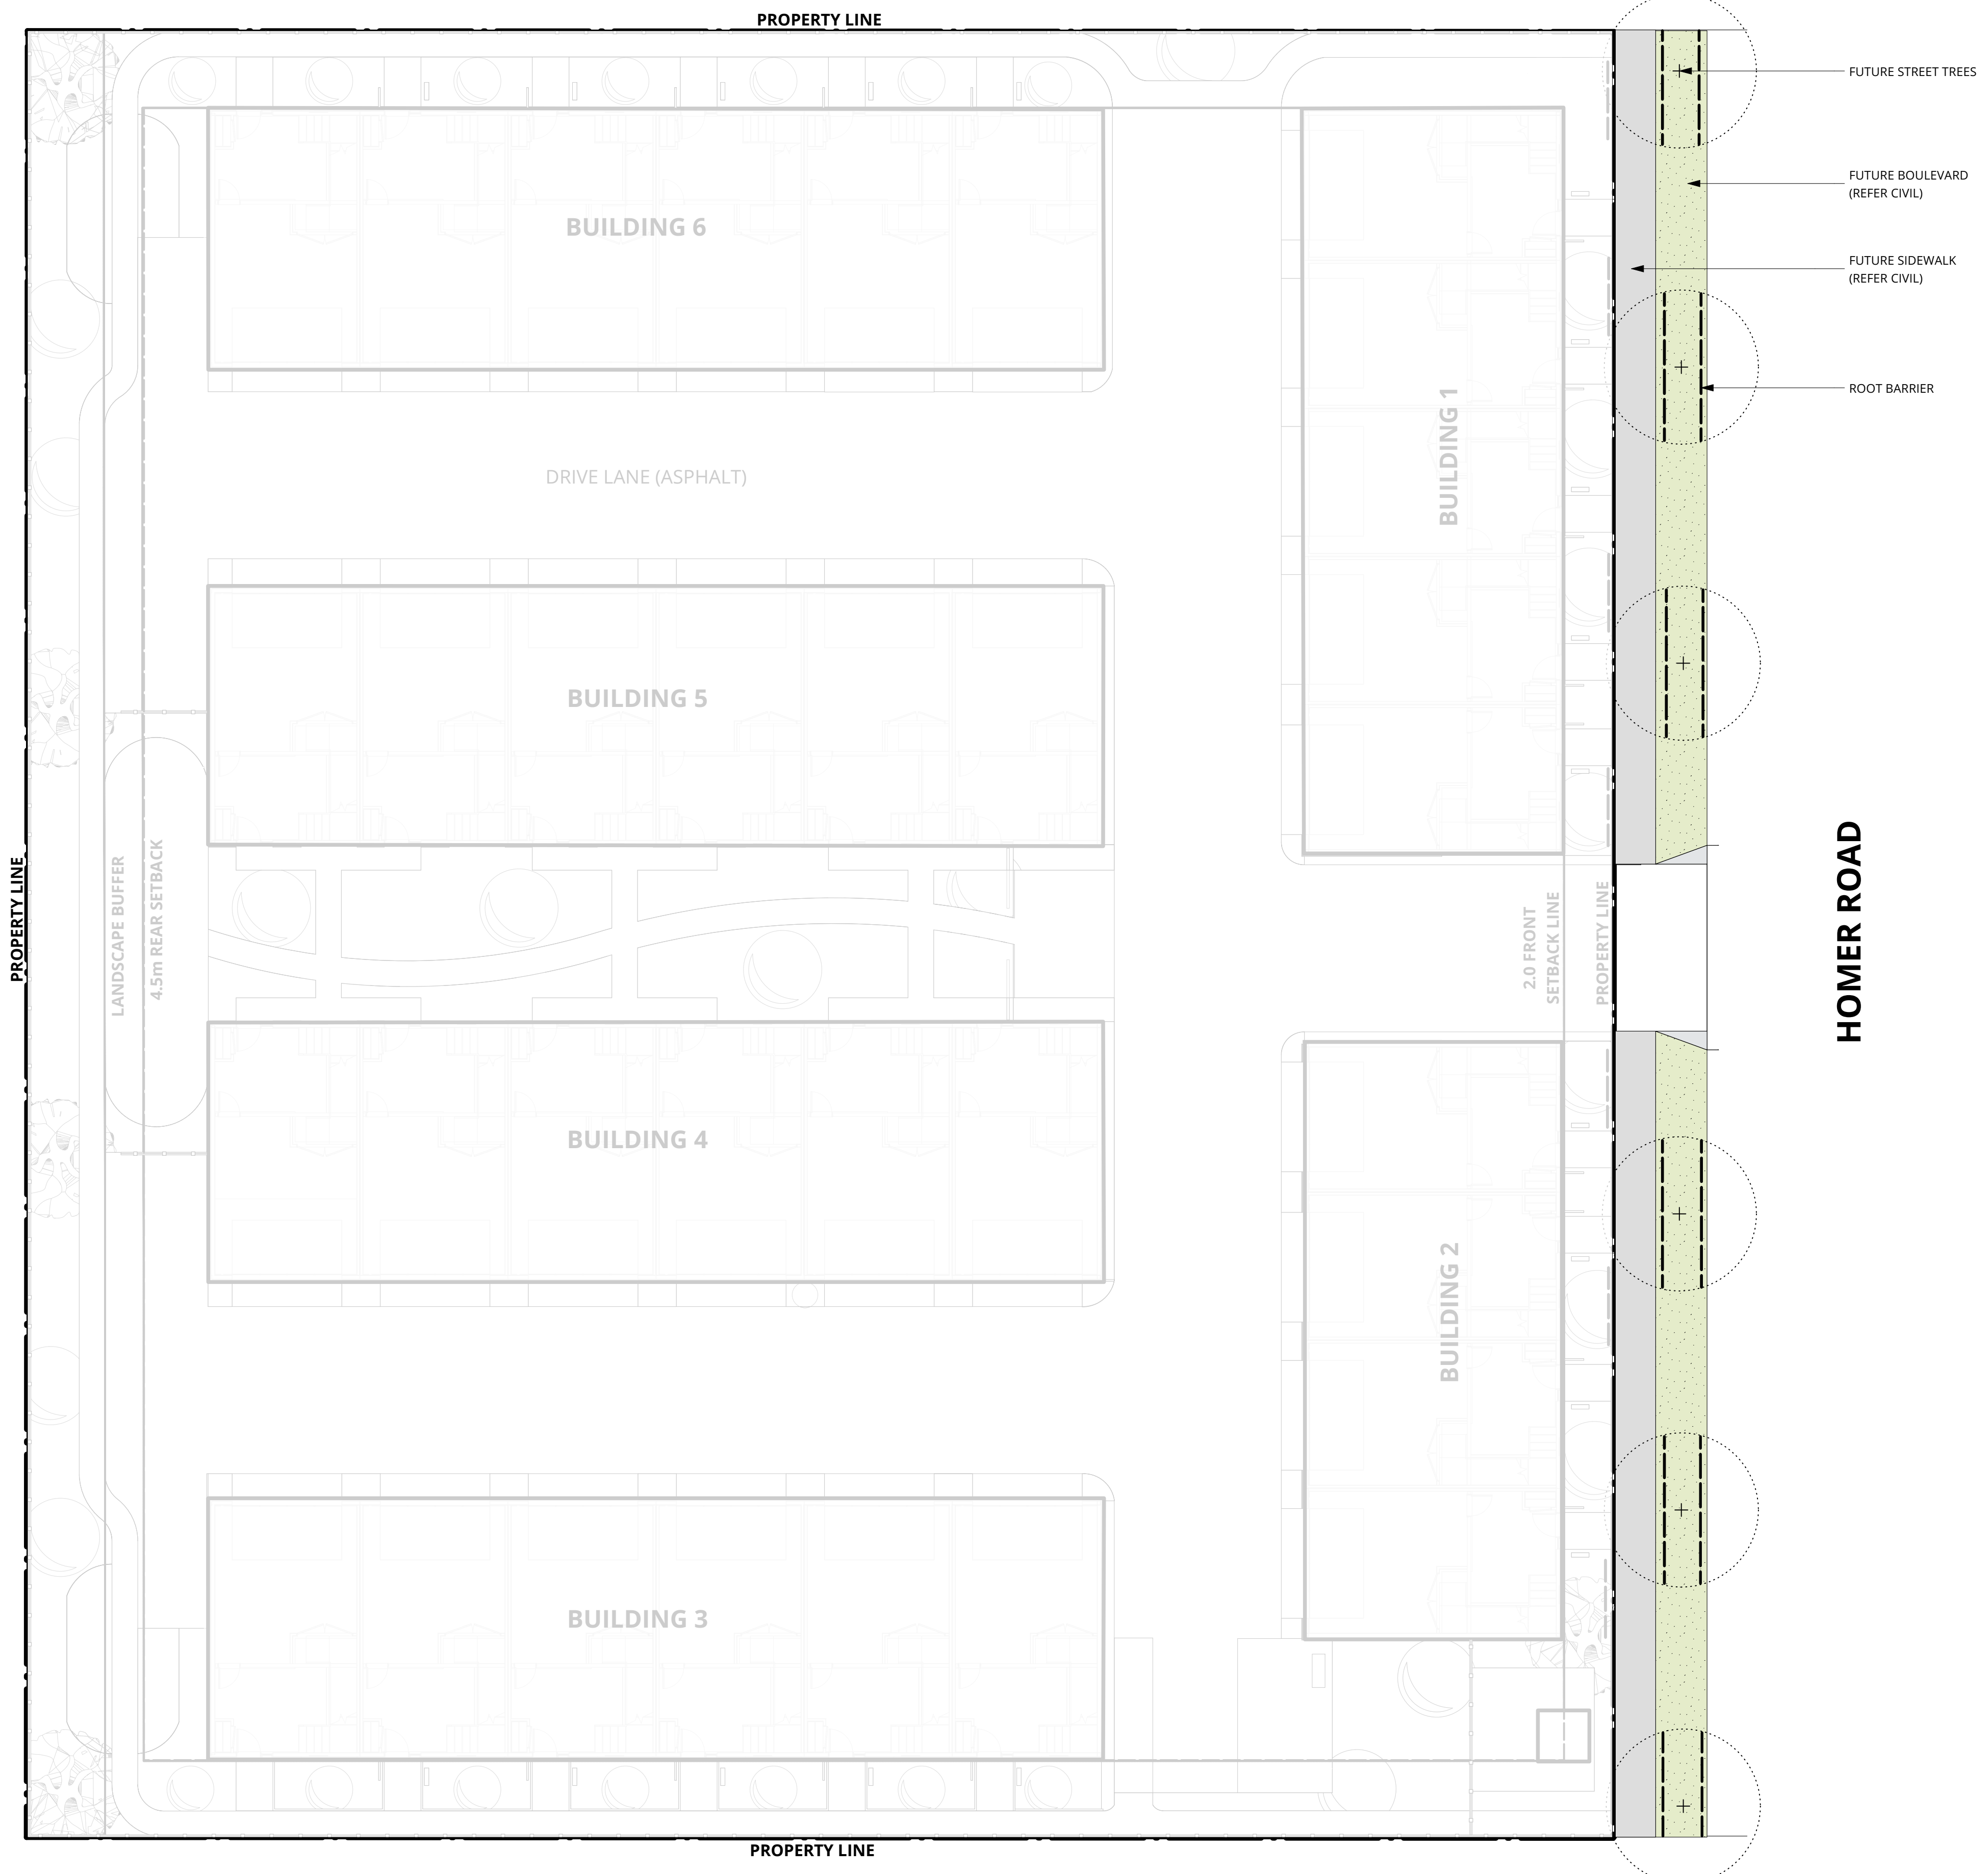 PROPERTY LINE
FUTURE STREET TREES
FUTURE BOULEVARD
(REFER CIVIL)
FUTURE SIDEWALK
(REFER CIVIL)
ROOT BARRIER
BUILDING 6
BUILDING 1
DRIVE LANE (ASPHALT)
BUILDING 5
PROPERTY LINE
LANDSCAPE BUFFER
4.5m REAR SETBACK
2.0 FRONT
SETBACK LINE
PROPERTY LINE
HOMER ROAD
BUILDING 4
BUILDING 2
BUILDING 3
PROPERTY LINE